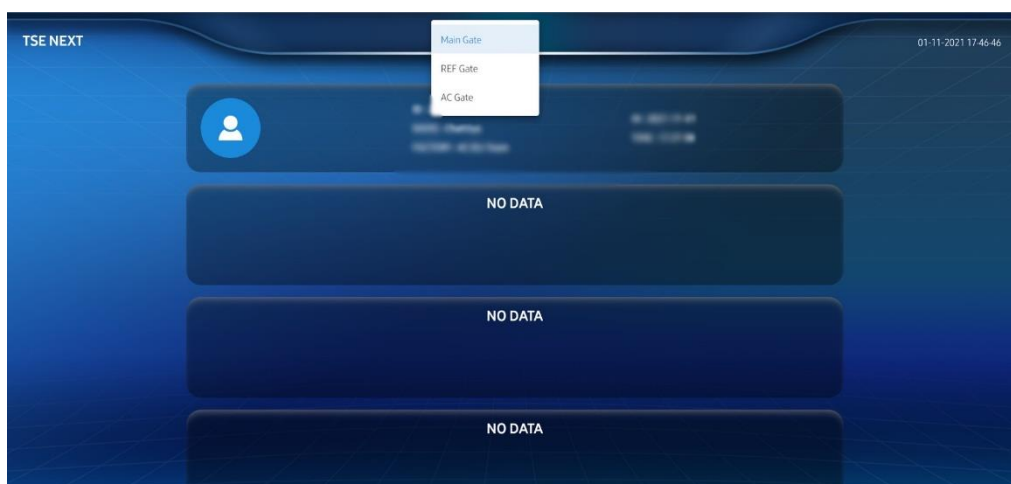 TSE NEXT
Main Gate
REF Gate
AC Gate
01-11-2021 17-46-46
NO DATA
NO DATA
NO DATA